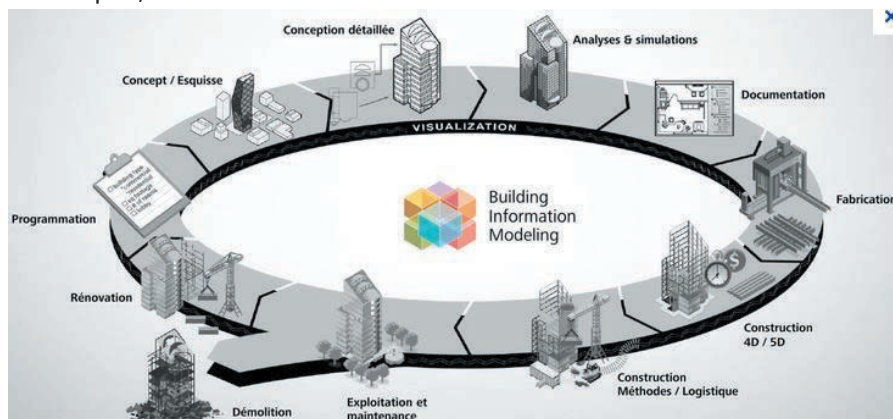 Conception détaillée
Analyses & simulations
Concept / Esquisse
Documentation
VISUALIZATION
Programmation
Building
Information
Modeling
Fabrication
Rénovation
$
Construction
4D / 5D
Construction
Méthodes / Logistique
Démolition
Exploitation et
maintenance